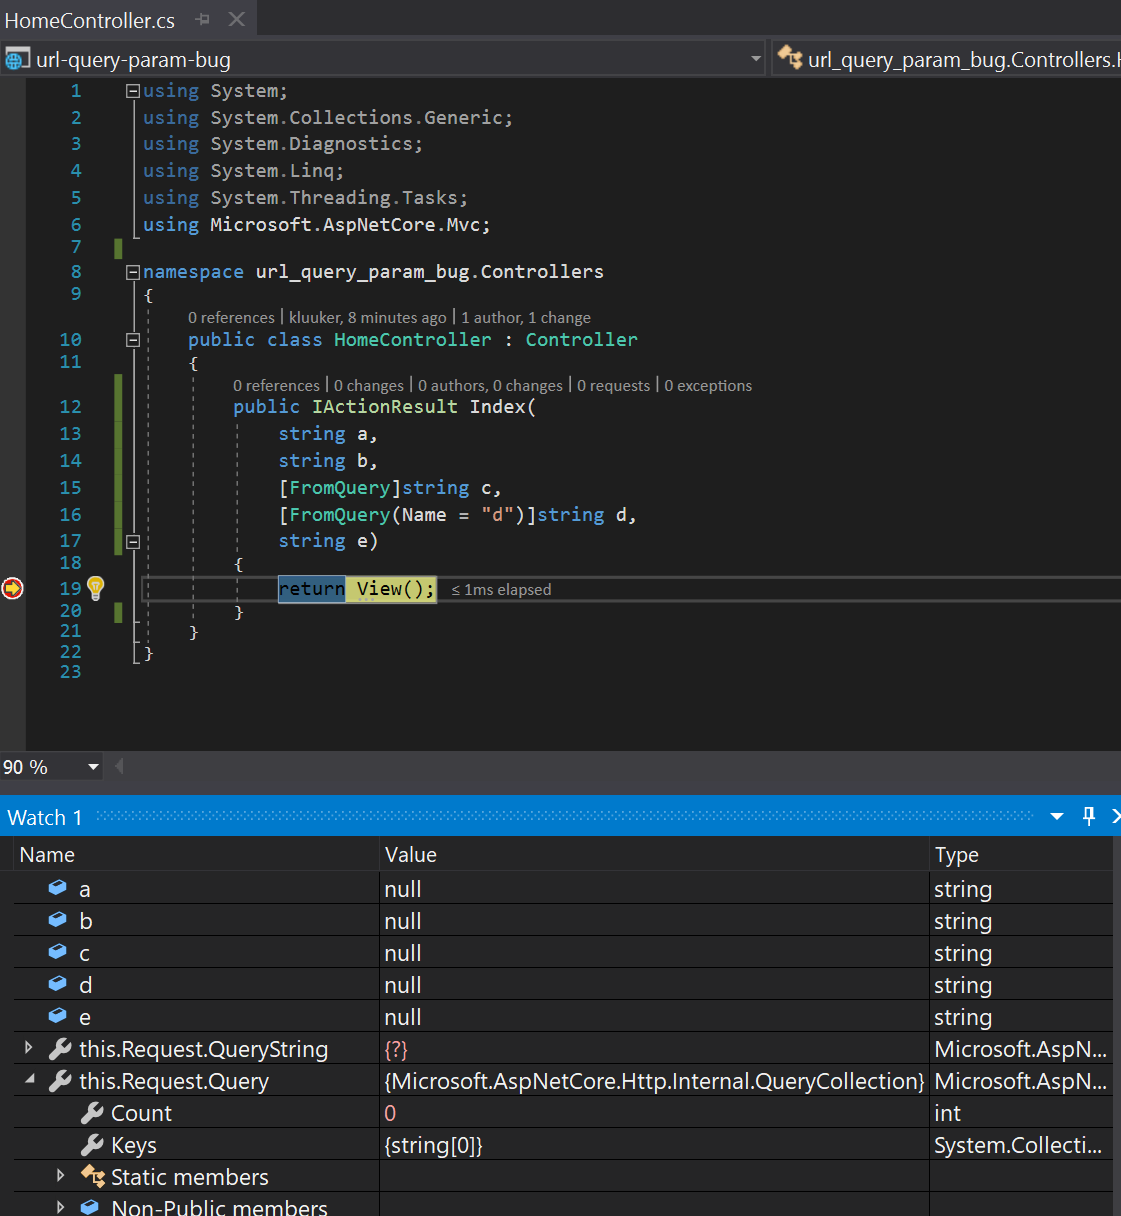 HomeController.cs
url-query-param-bug url_query_param_bug.Controllers.H
1 using System;
2 using System.Collections.Generic;
3 using System.Diagnostics;
4 using System.Linq;
5 using System.Threading.Tasks;
6 using Microsoft.AspNetCore.Mvc;
7
8 namespace url_query_param_bug.Controllers
9 {
0 references | kluuker, 8 minutes ago | 1 author, 1 change
10 public class HomeController : Controller
11 {
0 references | 0 changes | 0 authors, 0 changes | 0 requests | 0 exceptions
12 public IActionResult Index(
13 string a,
14 string b,
15 [FromQuery]string c,
16 [FromQuery(Name = "d")]string d,
17 string e)
18 {
19 return View(); ≤ 1ms elapsed
20 }
21 }
22 }
23
90 %
Watch 1
Name Value Type
a null string
b null string
c null string
d null string
e null string
this.Request.QueryString {?} Microsoft.AspN...
this.Request.Query {Microsoft.AspNetCore.Http.Internal.QueryCollection} Microsoft.AspN...
Count 0 int
Keys {string[0]} System.Collecti...
Static members
Non-Public members